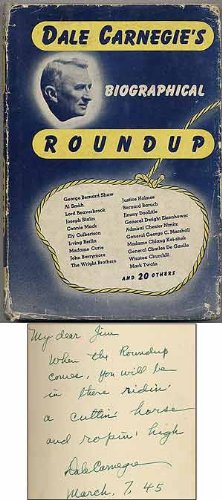 DALE CARNEGIE'S
BIOGRAPHICAL
ROUNDUP
George Bernard Shaw
Al Smith
Lord Beaverbrook
Joseph Stalin
Connie Mack
Ely Culbertson
Irving Berlin
Madame Curie
John Barrymore
The Wright Brothers
Justice Holmes
Bernard Baruch
Jimmy Doolittle
General Dwight Eisenhower
Admiral Chester Nimitz
General George C. Marshall
Madame Chiang Kai-shek
General Charles De Gaulle
Winston Churchill
Mark Twain
AND 20 OTHERS
My dear Jim
When the Roundup
comes, you will be
in there ridin'
a cuttin' horse
and ropin' high
Dale Carnegie
March, 7, 45